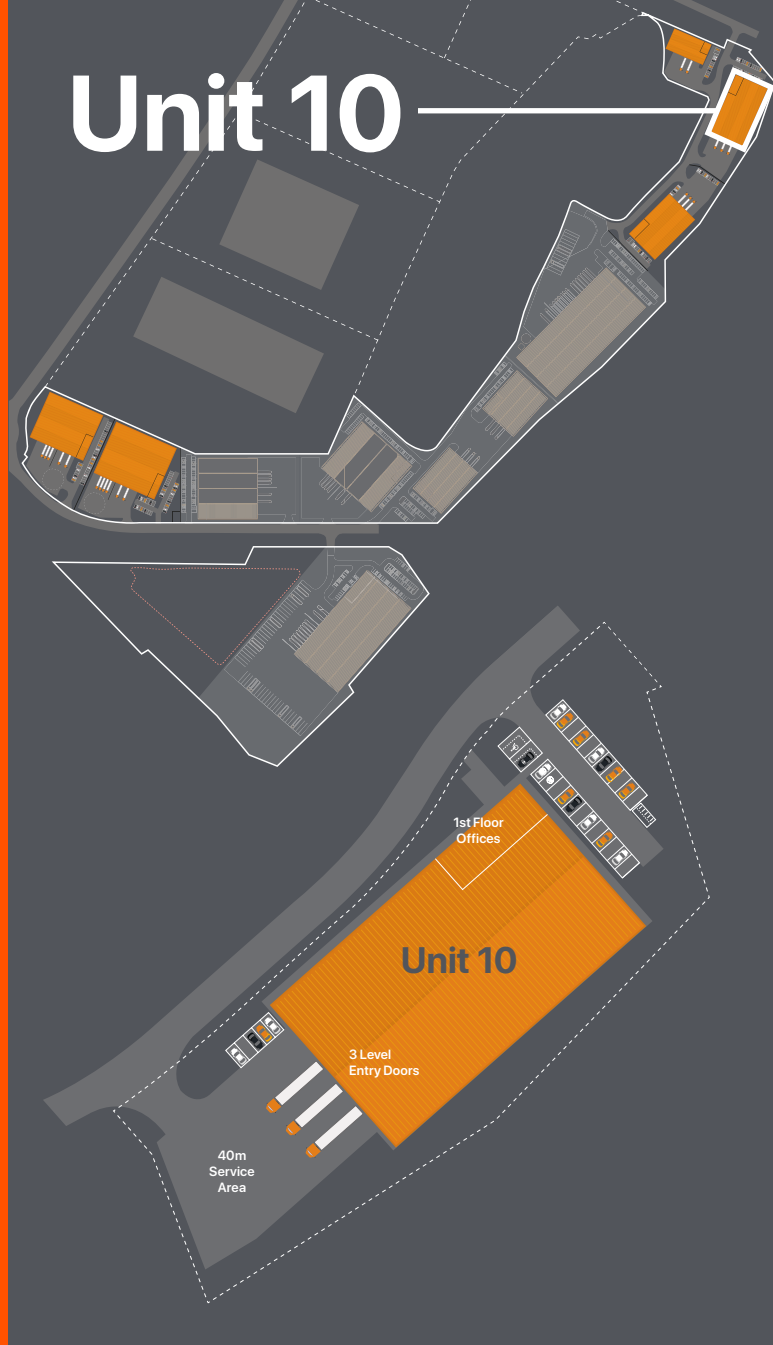 Unit 10
1st Floor
Offices
Unit 10
3 Level
Entry Doors
40m
Service
Area